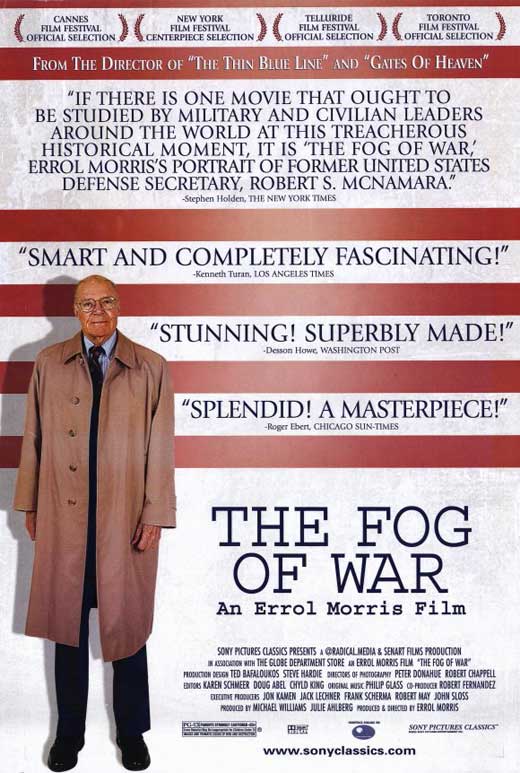 CANNES
FILM FESTIVAL
OFFICIAL SELECTION
NEW YORK
FILM FESTIVAL
CENTERPIECE SELECTION
TELLURIDE
FILM FESTIVAL
OFFICIAL SELECTION
TORONTO
FILM FESTIVAL
OFFICIAL SELECTION
FROM THE DIRECTOR OF "THE THIN BLUE LINE" AND "GATES OF HEAVEN"
"IF THERE IS ONE MOVIE THAT OUGHT TO
BE STUDIED BY MILITARY AND CIVILIAN LEADERS
AROUND THE WORLD AT THIS TREACHEROUS
HISTORICAL MOMENT, IT IS 'THE FOG OF WAR,'
ERROL MORRIS'S PORTRAIT OF FORMER UNITED STATES
DEFENSE SECRETARY, ROBERT S. MCNAMARA."
-Stephen Holden, THE NEW YORK TIMES
"SMART AND COMPLETELY FASCINATING!"
-Kenneth Turan, LOS ANGELES TIMES
"STUNNING! SUPERBLY MADE!"
-Desson Howe, WASHINGTON POST
"SPLENDID! A MASTERPIECE!"
-Roger Ebert, CHICAGO SUN-TIMES
THE FOG
OF WAR
An Errol Morris Film
SONY PICTURES CLASSICS PRESENTS A @RADICAL.MEDIA & SENART FILMS PRODUCTION
IN ASSOCIATION WITH THE GLOBE DEPARTMENT STORE AN ERROL MORRIS FILM "THE FOG OF WAR"
PRODUCTION DESIGN TED BAFALOUKOS STEVE HARDIE DIRECTORS OF PHOTOGRAPHY PETER DONAHUE ROBERT CHAPPELL
EDITORS KAREN SCHMEER DOUG ABEL CHYLD KING ORIGINAL MUSIC PHILIP GLASS CO-PRODUCER ROBERT FERNANDEZ
EXECUTIVE PRODUCERS JON KAMEN JACK LECHNER FRANK SCHERMA ROBERT MAY JOHN SLOSS
PRODUCED BY MICHAEL WILLIAMS JULIE AHLBERG PRODUCED & DIRECTED BY ERROL MORRIS
PG-13 PARENTS STRONGLY CAUTIONED
SONY PICTURES CLASSICS
www.sonyclassics.com